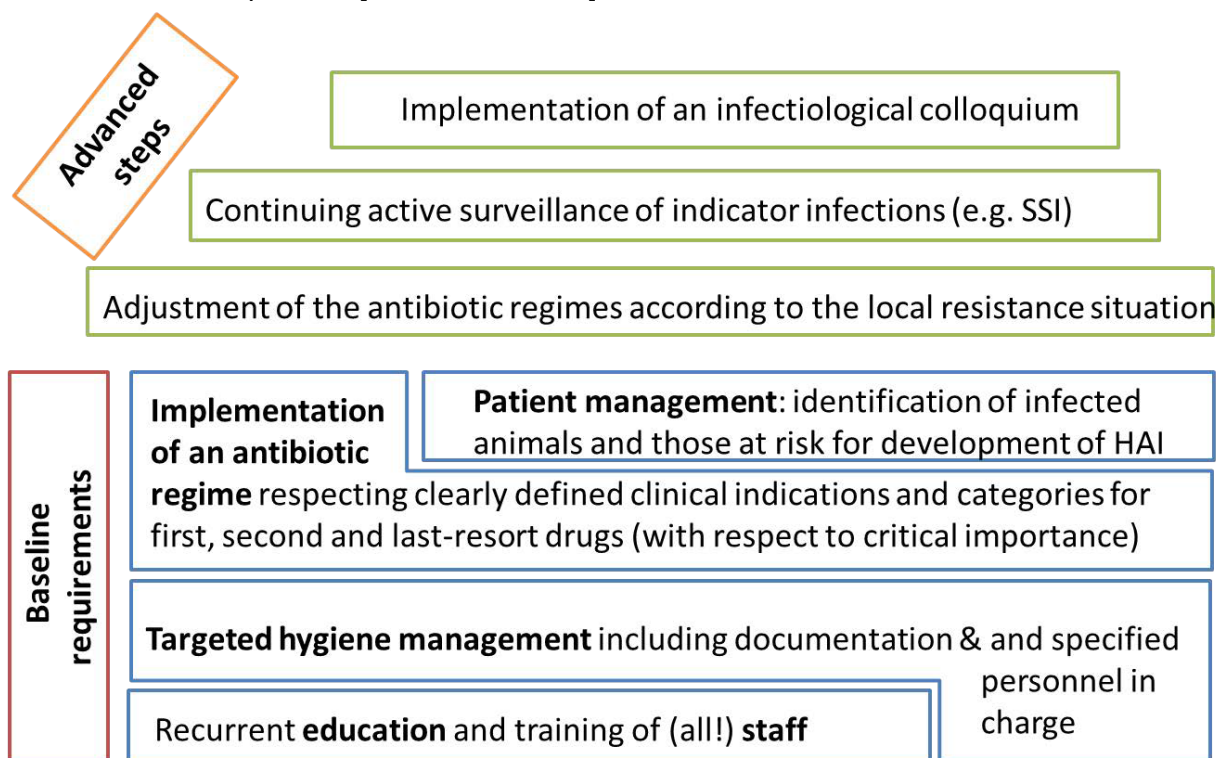 Advanced
steps
Implementation of an infectiological colloquium
Continuing active surveillance of indicator infections (e.g. SSI)
Adjustment of the antibiotic regimes according to the local resistance situation
Baseline
requirements
Implementation
of an antibiotic
regime respecting clearly defined clinical indications and categories for
first, second and last-resort drugs (with respect to critical importance)
Patient management: identification of infected
animals and those at risk for development of HAI
Targeted hygiene management including documentation & and specified
personnel in
charge
Recurrent education and training of (all!) staff